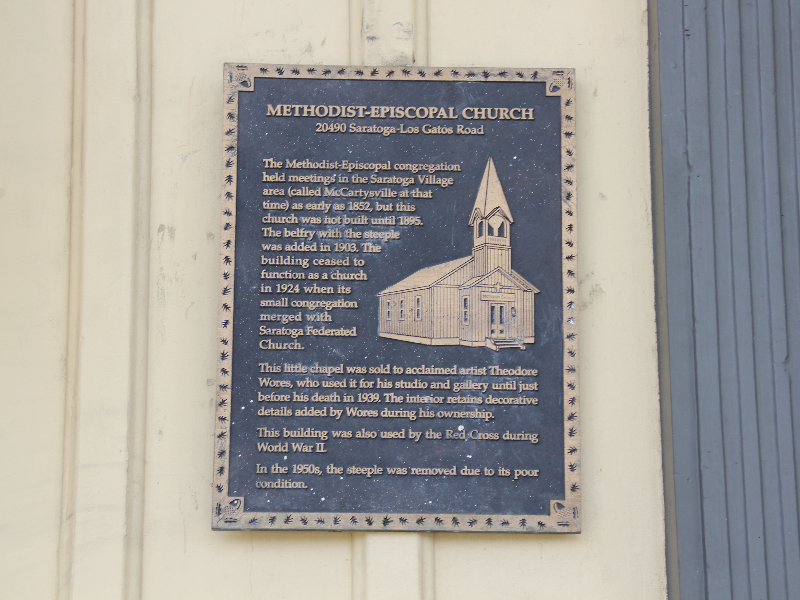 METHODIST-EPISCOPAL CHURCH
20490 Saratoga-Los Gatos Road
The Methodist-Episcopal congregation
held meetings in the Saratoga Village
area (called McCartysville at that
time) as early as 1852, but this
church was not built until 1895.
The belfry with the steeple
was added in 1903. The
building ceased to
function as a church
in 1924 when its
small congregation
merged with
Saratoga Federated
Church.
This little chapel was sold to acclaimed artist Theodore
Wores, who used it for his studio and gallery until just
before his death in 1939. The interior retains decorative
details added by Wores during his ownership.
This building was also used by the Red Cross during
World War II.
In the 1950s, the steeple was removed due to its poor
condition.